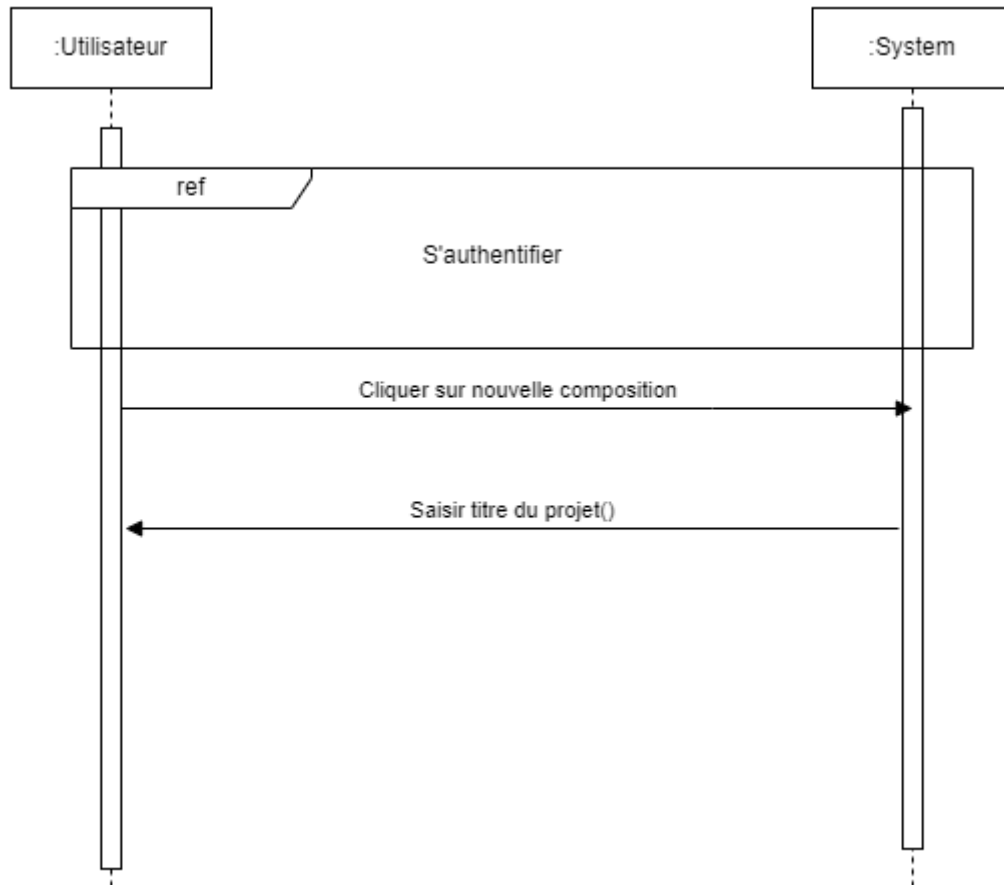 :Utilisateur
:System
ref
S'authentifier
Cliquer sur nouvelle composition
Saisir titre du projet()